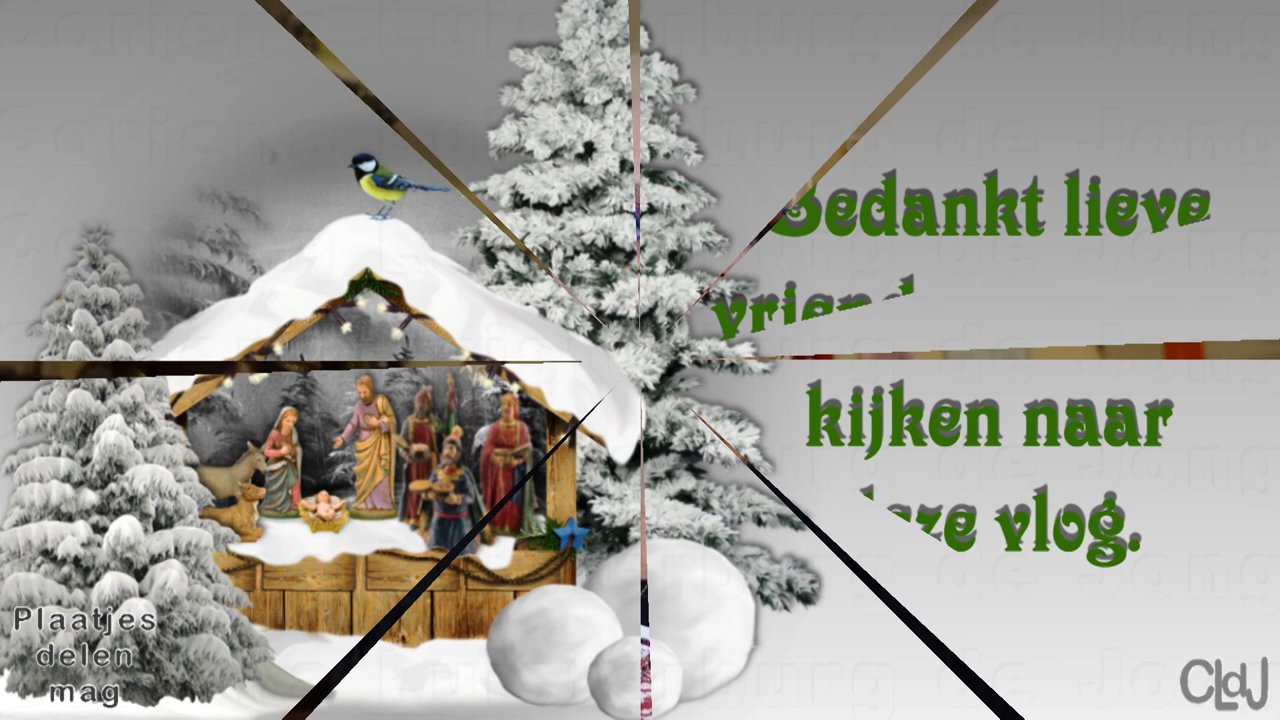 Bedankt lieve
kijken naar
vlog.
Plaatjes
delen
mag
CLdJ